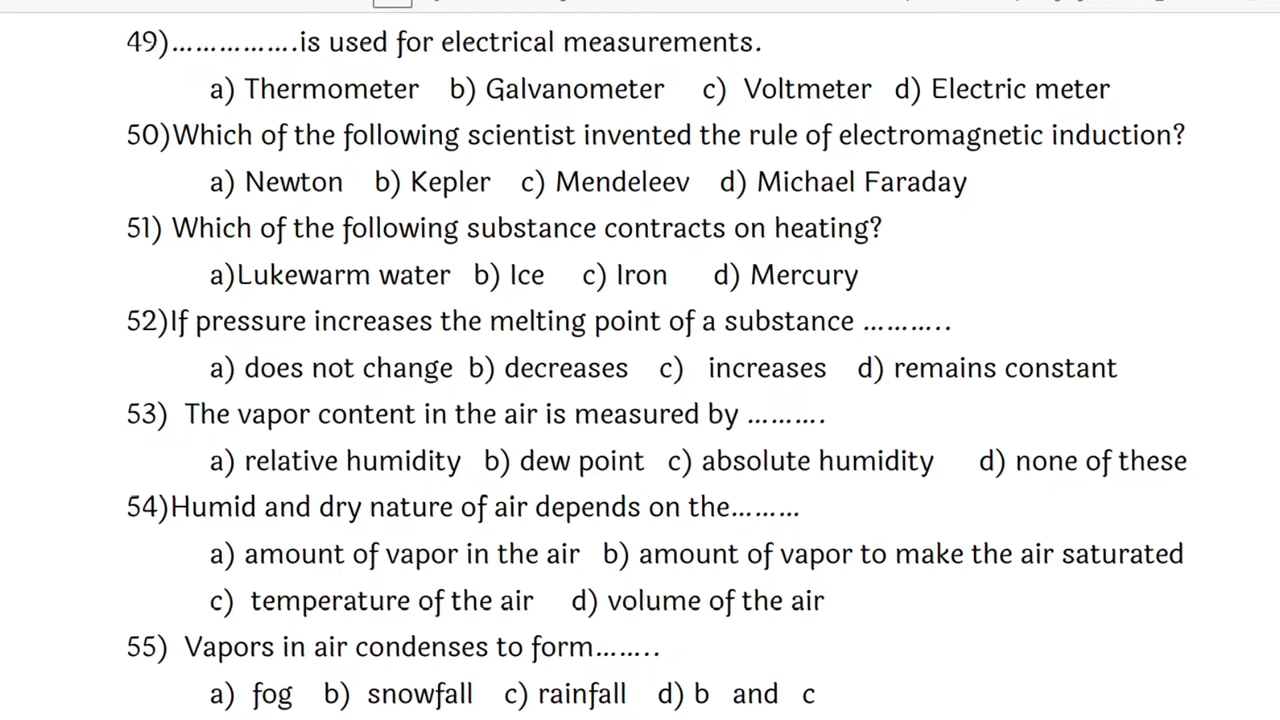 49)…………….is used for electrical measurements.
a) Thermometer b) Galvanometer c) Voltmeter d) Electric meter
50)Which of the following scientist invented the rule of electromagnetic induction?
a) Newton b) Kepler c) Mendeleev d) Michael Faraday
51) Which of the following substance contracts on heating?
a)Lukewarm water b) Ice c) Iron d) Mercury
52)If pressure increases the melting point of a substance ………..
a) does not change b) decreases c) increases d) remains constant
53) The vapor content in the air is measured by ……….
a) relative humidity b) dew point c) absolute humidity d) none of these
54)Humid and dry nature of air depends on the………
a) amount of vapor in the air b) amount of vapor to make the air saturated
c) temperature of the air d) volume of the air
55) Vapors in air condenses to form……..
a) fog b) snowfall c) rainfall d) b and c